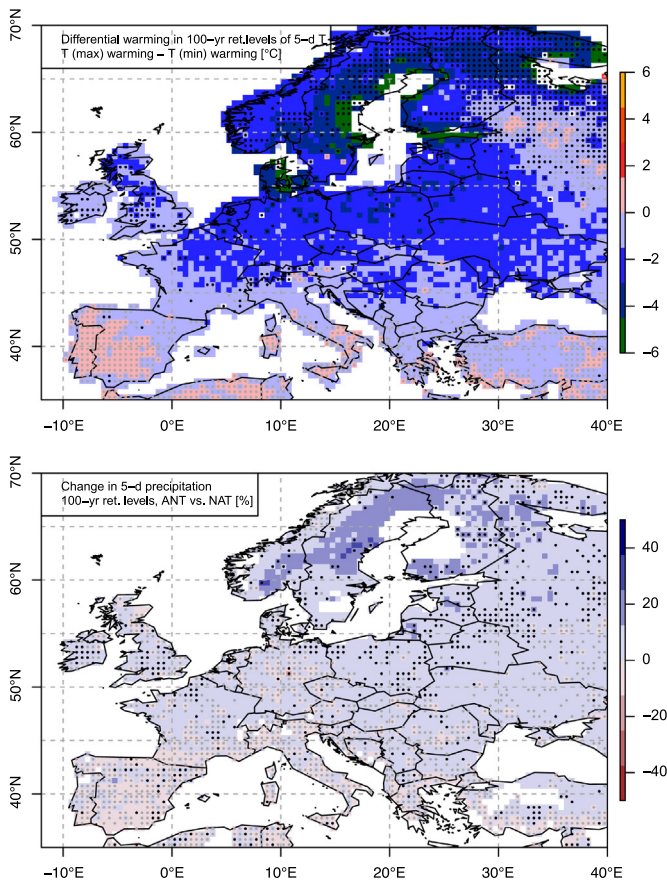 Differential warming in 100−yr ret.levels of 5−d T
T (max) warming − T (min) warming [°C]
70°N
60°N
50°N
40°N
−10°E
0°E
10°E
20°E
30°E
40°E
6
4
2
0
−2
−4
−6
Change in 5−d precipitation
100−yr ret. levels, ANT vs. NAT [%]
70°N
60°N
50°N
40°N
−10°E
0°E
10°E
20°E
30°E
40°E
40
20
0
−20
−40